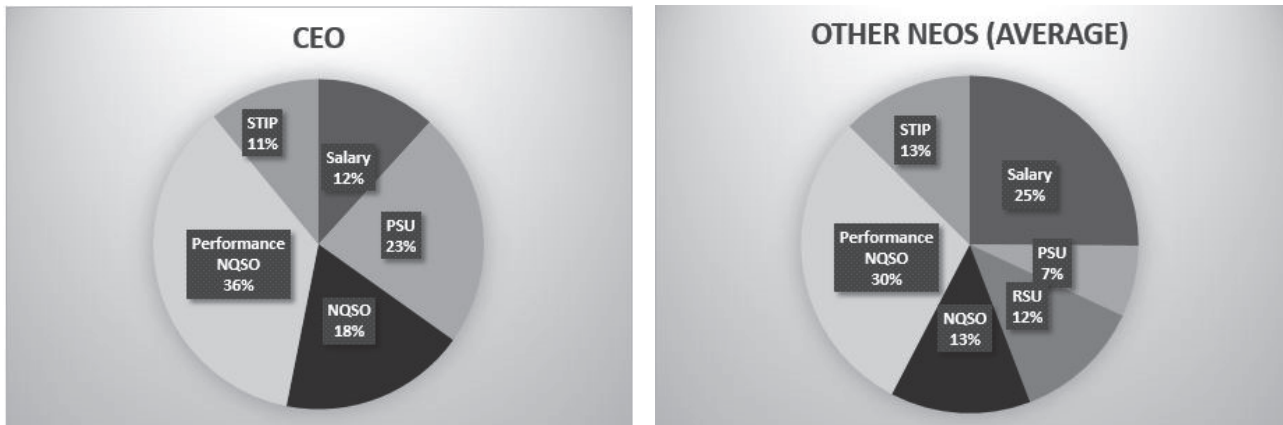 CEO
STIP
11%
Salary
12%
PSU
23%
Performance
NQSO
36%
NQSO
18%
OTHER NEOS (AVERAGE)
STIP
13%
Salary
25%
Performance
NQSO
30%
PSU
7%
RSU
12%
NQSO
13%